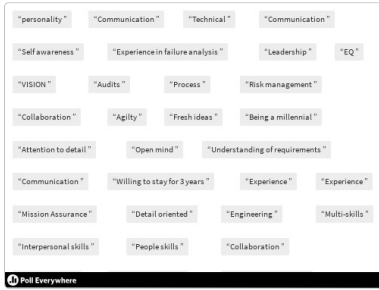 “personality” “Communication” “Technical” “Communication”
“Self awareness” “Experience in failure analysis” “Leadership” “EQ”
“VISION” “Audits” “Process” “Risk management”
“Collaboration” “Agilty” “Fresh ideas” “Being a millennial”
“Attention to detail” “Open mind” “Understanding of requirements”
“Communication” “Willing to stay for 3 years” “Experience” “Experience”
“Mission Assurance” “Detail oriented” “Engineering” “Multi-skills”
“Interpersonal skills” “People skills” “Collaboration”
Poll Everywhere